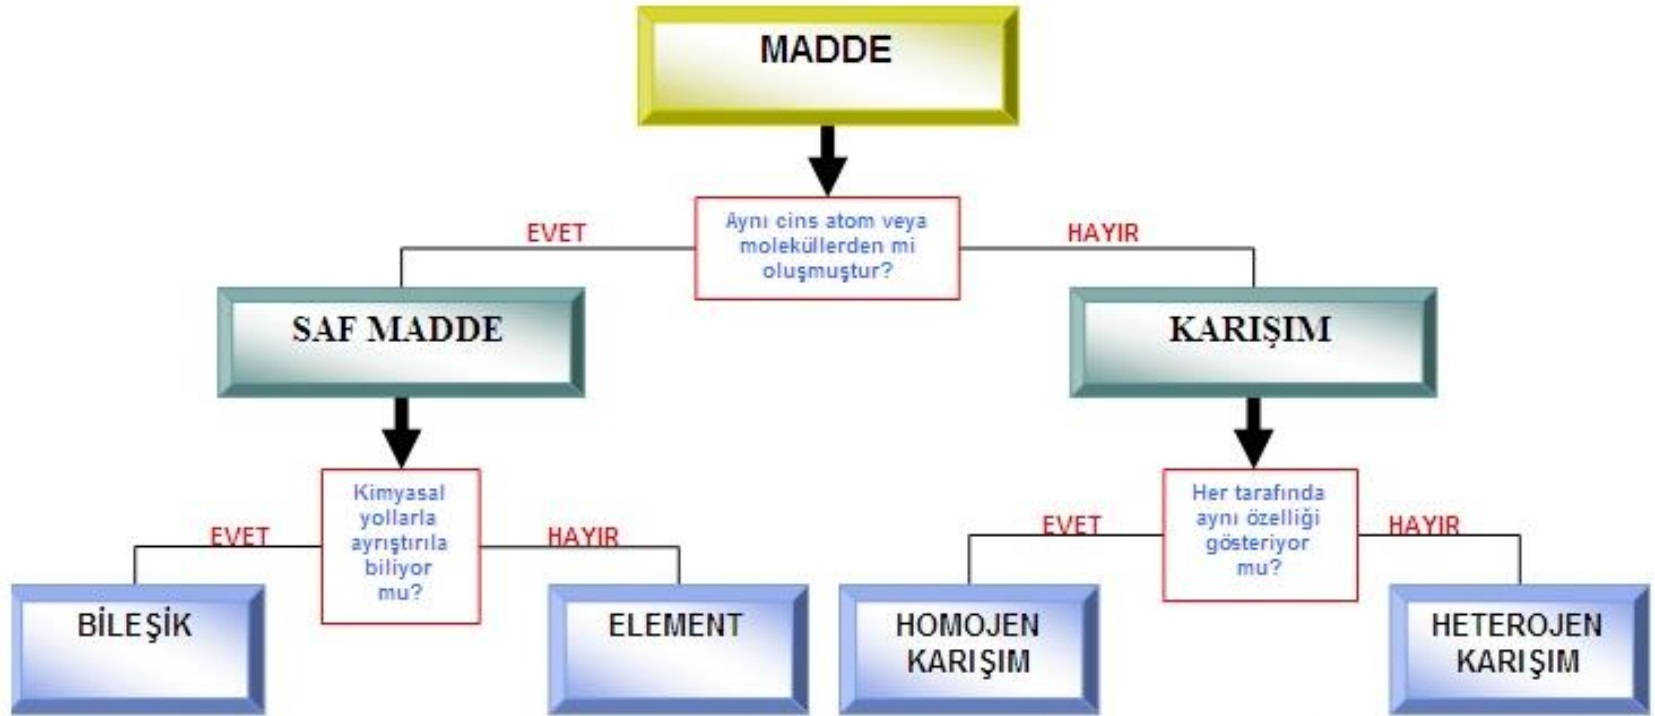 MADDE
EVET
Aynı cins atom veya
moleküllerden mi
oluşmuştur?
HAYIR
SAF MADDE
KARIŞIM
EVET
Kimyasal
yollarla
ayrıştırıla
biliyor
mu?
HAYIR
EVET
Her tarafında
aynı özelliği
gösteriyor
mu?
HAYIR
BİLEŞİK
ELEMENT
HOMOJEN
KARIŞIM
HETEROJEN
KARIŞIM